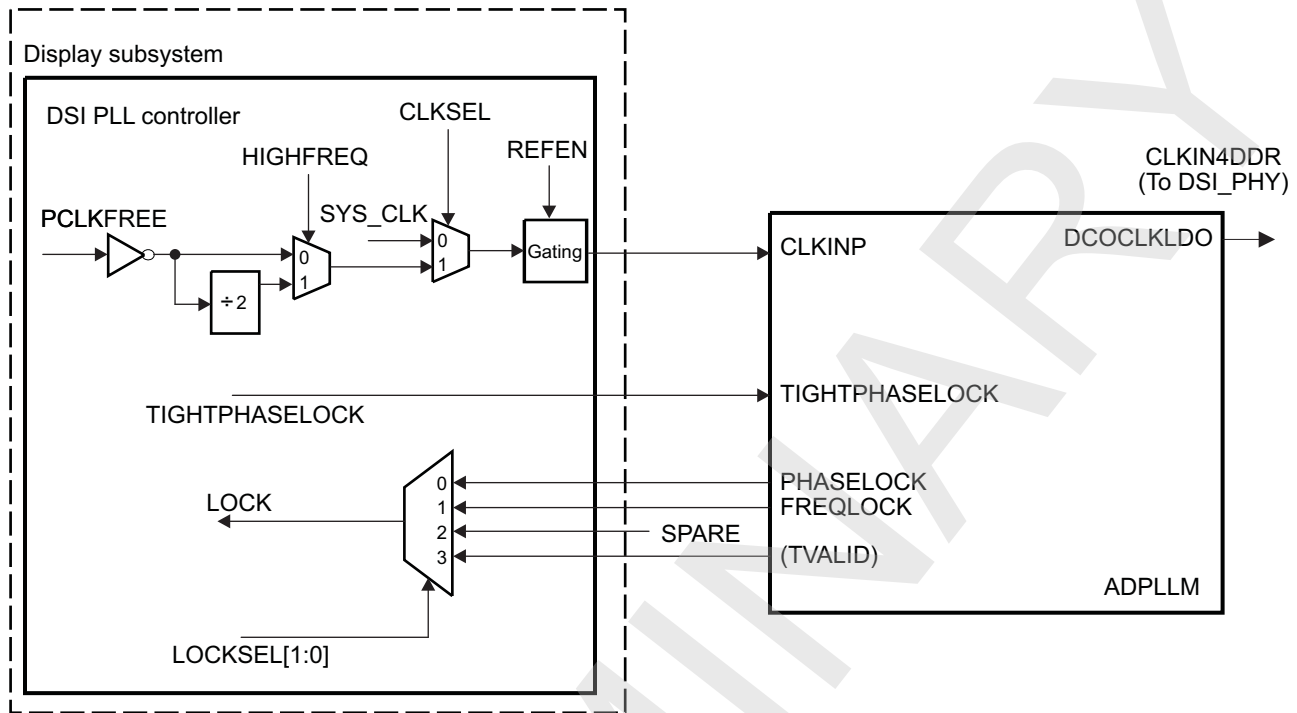 Display subsystem
DSI PLL controller
CLKSEL
HIGHFREQ
REFEN
CLKIN4DDR
(To DSI_PHY)
PCLKFREE
SYS_CLK
0
1
÷2
0
1
Gating
CLKINP
DCOCLKLDO
TIGHTPHASELOCK
TIGHTPHASELOCK
LOCK
0
1
2
3
SPARE
PHASELOCK
FREQLOCK
(TVALID)
ADPLLM
LOCKSEL[1:0]
MINARY